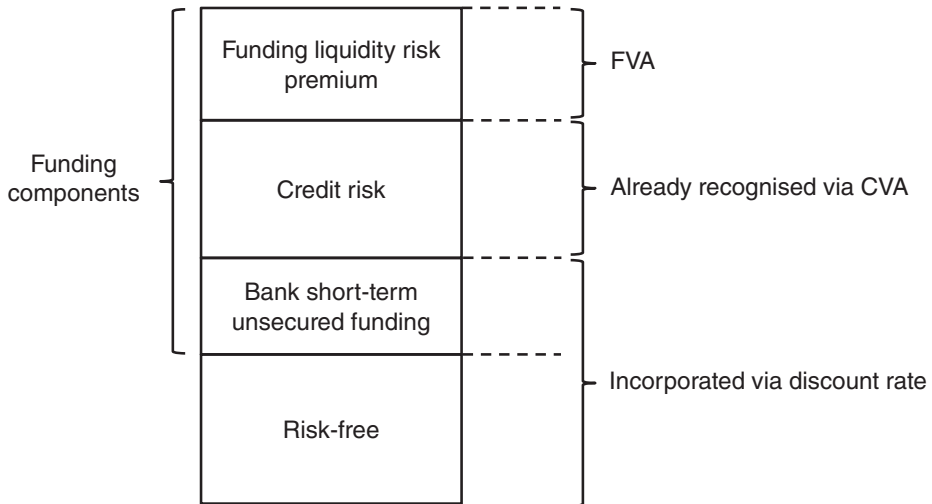 Funding liquidity risk
premium
FVA
Funding
components
Credit risk
Already recognised via CVA
Bank short-term
unsecured funding
Incorporated via discount rate
Risk-free